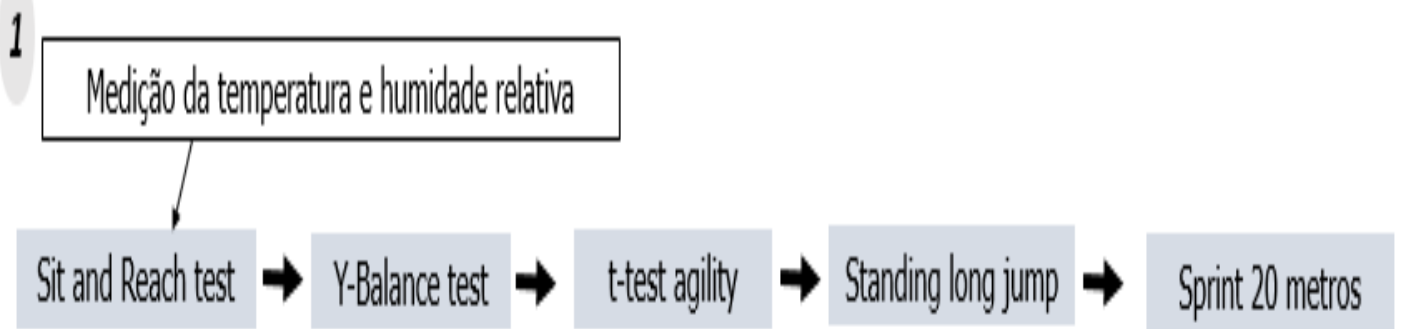 1
Medição da temperatura e humidade relativa
Sit and Reach test
Y-Balance test
t-test agility
Standing long jump
Sprint 20 metros